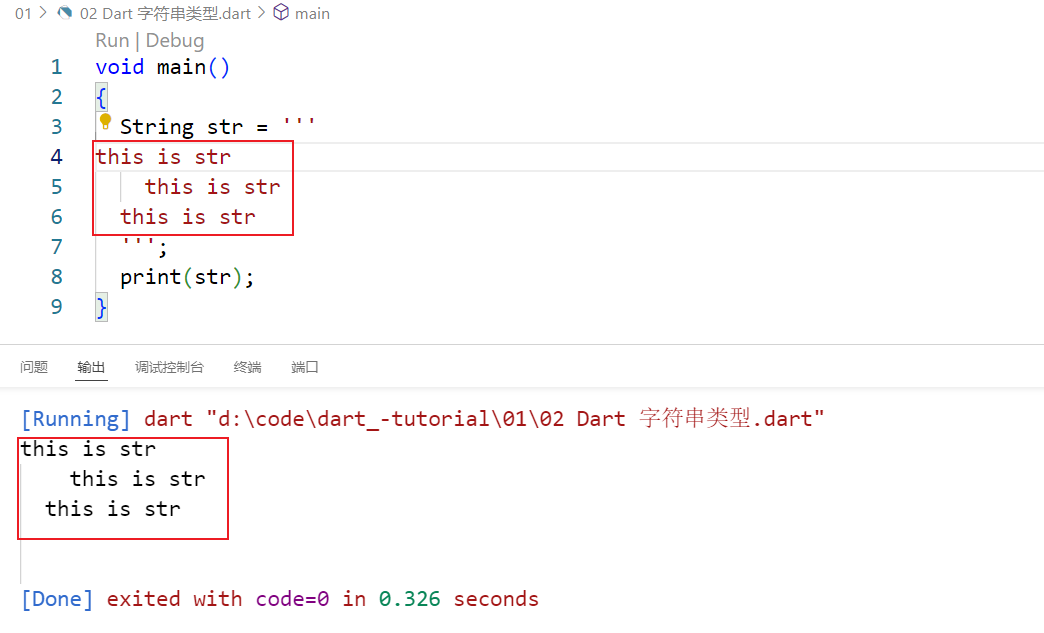 01 > 02 Dart 字符串类型.dart > main
Run | Debug
1 void main()
2 {
3   String str = '''
4 this is str
5     this is str
6   this is str
7   ''';
8   print(str);
9 }
问题 输出 调试控制台 终端 端口
[Running] dart "d:\code\dart_-tutorial\01\02 Dart 字符串类型.dart"
this is str
    this is str
  this is str
[Done] exited with code=0 in 0.326 seconds